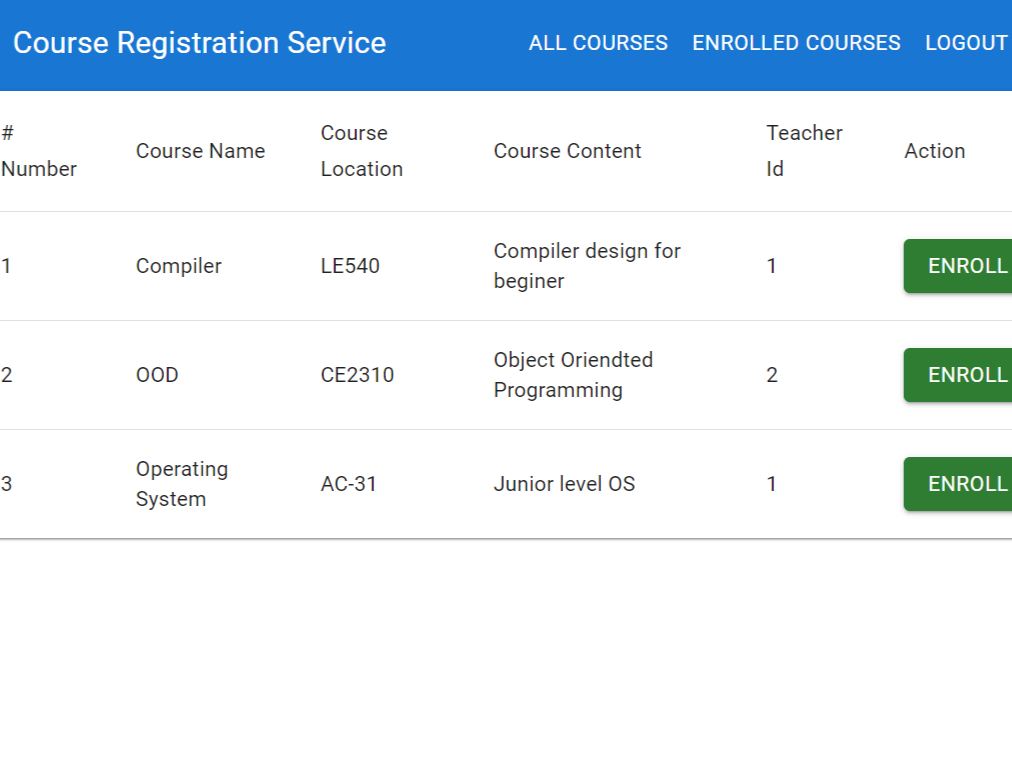 Course Registration Service ALL COURSES ENROLLED COURSES LOGOUT
# Number Course Name Course Location Course Content Teacher Id Action
1 Compiler LE540 Compiler design for beginer 1 ENROLL
2 OOD CE2310 Object Oriendted Programming 2 ENROLL
3 Operating System AC-31 Junior level OS 1 ENROLL